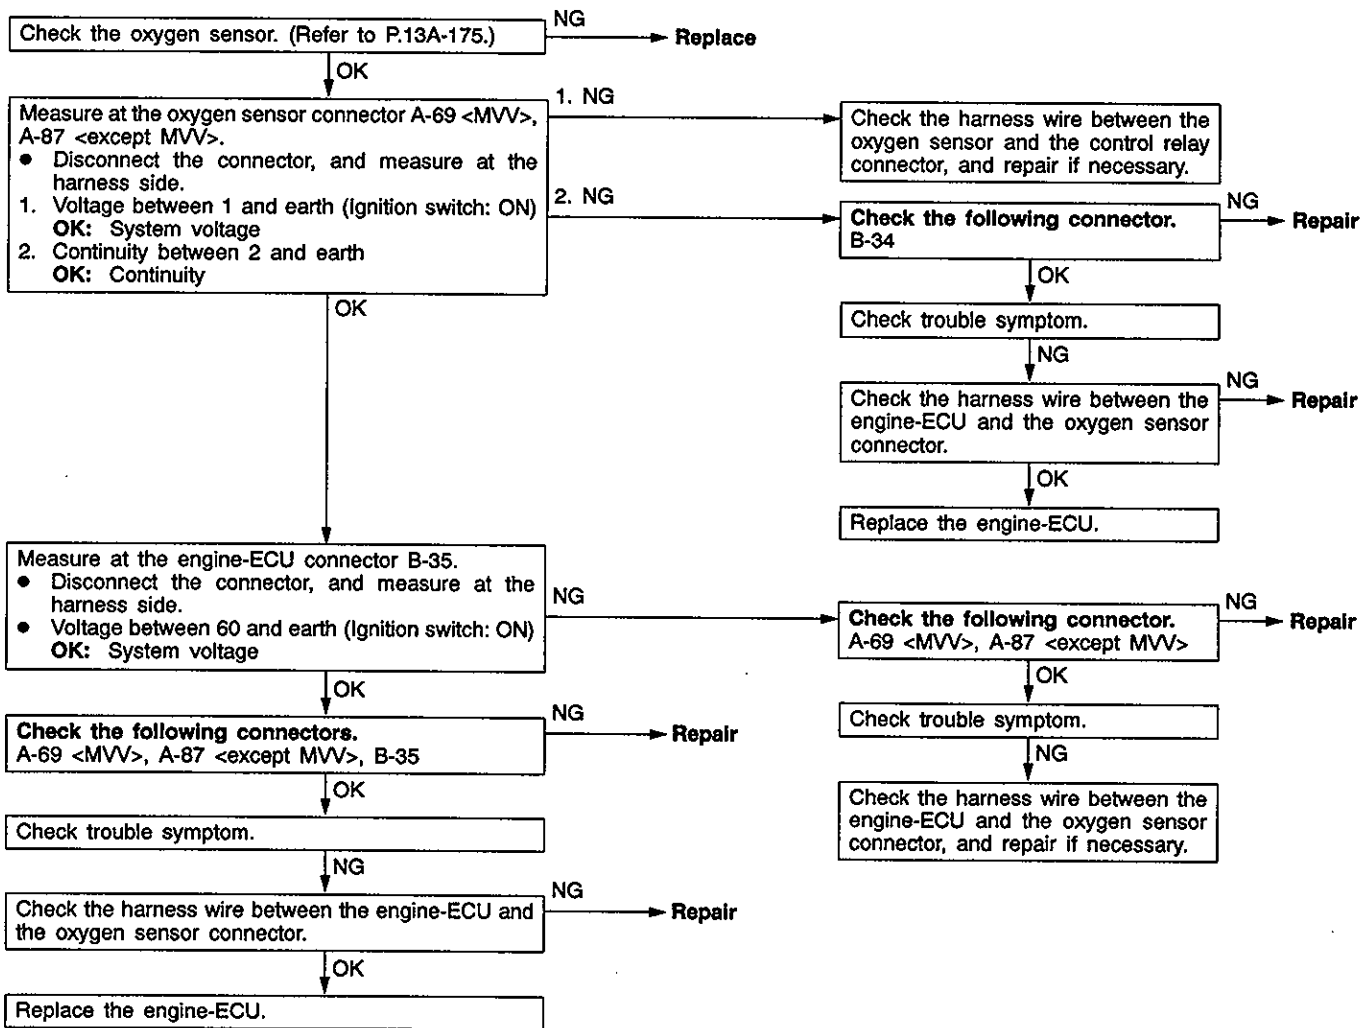 Check the oxygen sensor. (Refer to P.13A-175.)
NG
Replace
OK
Measure at the oxygen sensor connector A-69 <MVV>,
A-87 <except MVV>.
● Disconnect the connector, and measure at the
harness side.
1. Voltage between 1 and earth (Ignition switch: ON)
OK: System voltage
2. Continuity between 2 and earth
OK: Continuity
1. NG
Check the harness wire between the
oxygen sensor and the control relay
connector, and repair if necessary.
2. NG
Check the following connector.
B-34
NG
Repair
OK
Check trouble symptom.
NG
Check the harness wire between the
engine-ECU and the oxygen sensor
connector.
NG
Repair
OK
Replace the engine-ECU.
OK
Measure at the engine-ECU connector B-35.
● Disconnect the connector, and measure at the
harness side.
● Voltage between 60 and earth (Ignition switch: ON)
OK: System voltage
NG
Check the following connector.
A-69 <MVV>, A-87 <except MVV>
NG
Repair
OK
Check trouble symptom.
NG
Check the harness wire between the
engine-ECU and the oxygen sensor
connector, and repair if necessary.
OK
Check the following connectors.
A-69 <MVV>, A-87 <except MVV>, B-35
NG
Repair
OK
Check trouble symptom.
NG
Check the harness wire between the engine-ECU and
the oxygen sensor connector.
NG
Repair
OK
Replace the engine-ECU.